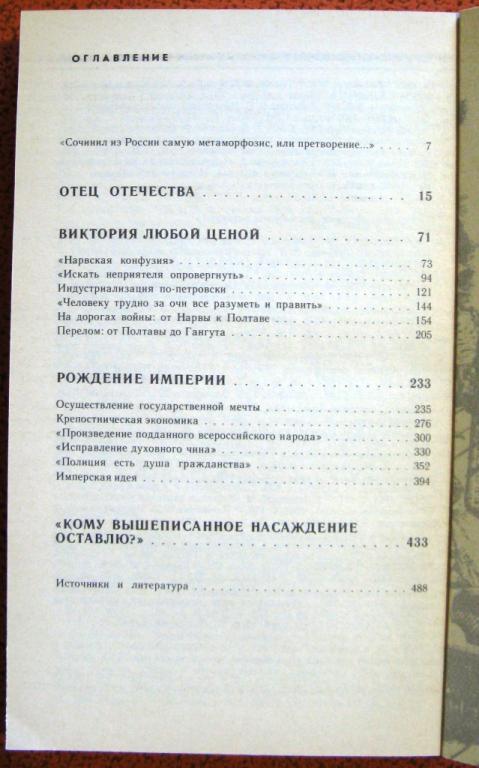 ОГЛАВЛЕНИЕ
«Сочинил из России самую метаморфозис, или претворение...» . . . . 7
ОТЕЦ ОТЕЧЕСТВА . . . . . . . . . . . . . . . . 15
ВИКТОРИЯ ЛЮБОЙ ЦЕНОЙ . . . . . . . . . . . 71
«Нарвская конфузия» . . . . . . . . . . . . . . . . 73
«Искать неприятеля опровергнуть» . . . . . . . . . . . 94
Индустриализация по-петровски . . . . . . . . . . . . 121
«Человеку трудно за очи все разуметь и править» . . . . . . 144
На дорогах войны: от Нарвы к Полтаве . . . . . . . . . . 154
Перелом: от Полтавы до Гангута . . . . . . . . . . . . 205
РОЖДЕНИЕ ИМПЕРИИ . . . . . . . . . . . . . 233
Осуществление государственной мечты . . . . . . . . . . 235
Крепостническая экономика . . . . . . . . . . . . . 276
«Произведение подданного всероссийского народа» . . . . . . 300
«Исправление духовного чина» . . . . . . . . . . . . 330
«Полиция есть душа гражданства» . . . . . . . . . . . 352
Имперская идея . . . . . . . . . . . . . . . . . 394
«КОМУ ВЫШЕПИСАННОЕ НАСАЖДЕНИЕ
ОСТАВЛЮ?» . . . . . . . . . . . . . . . . . . 433
Источники и литература . . . . . . . . . . . . . . . 488